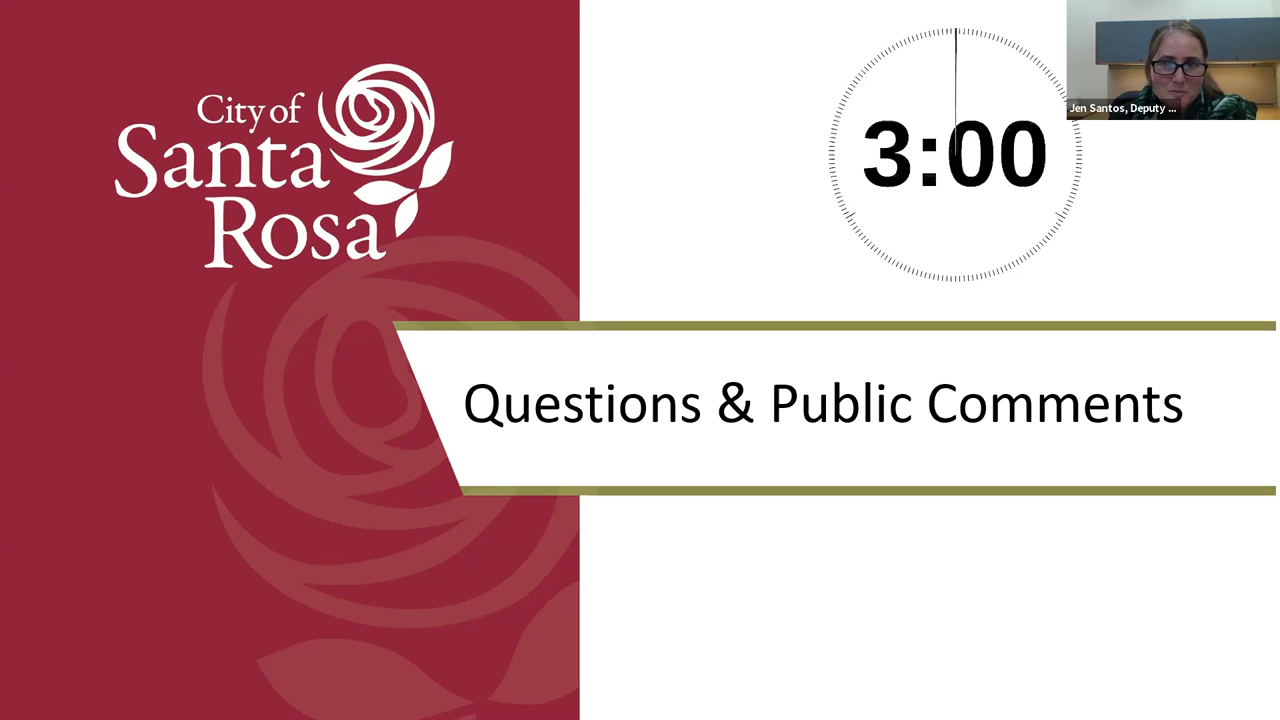 City of
Santa
Rosa
3:00
Jen Santos, Deputy ...
Questions & Public Comments